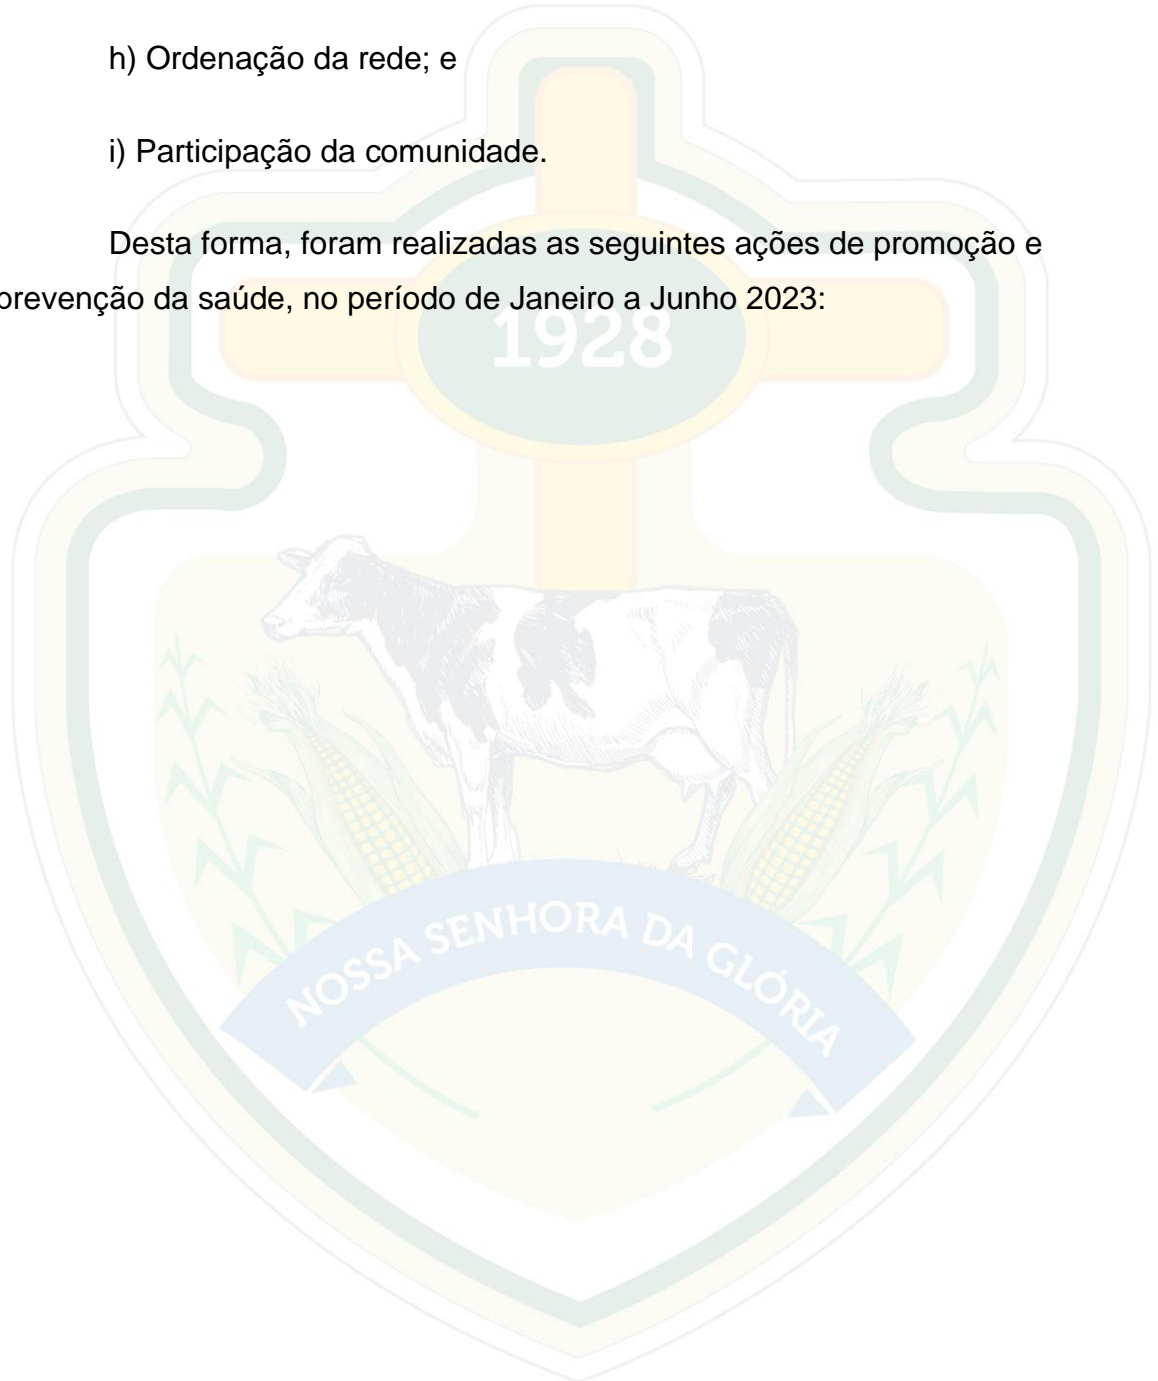 h) Ordenação da rede; e
i) Participação da comunidade.
Desta forma, foram realizadas as seguintes ações de promoção e
prevenção da saúde, no período de Janeiro a Junho 2023:
1928
NOSSA SENHORA DA GLÓRIA